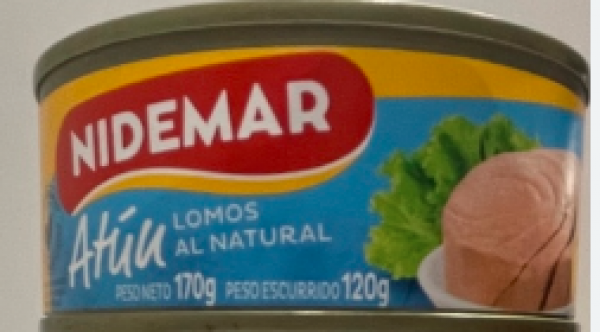 NIDEMAR
Atún LOMOS
AL NATURAL
PESO NETO 170g PESO ESCURRIDO 120g